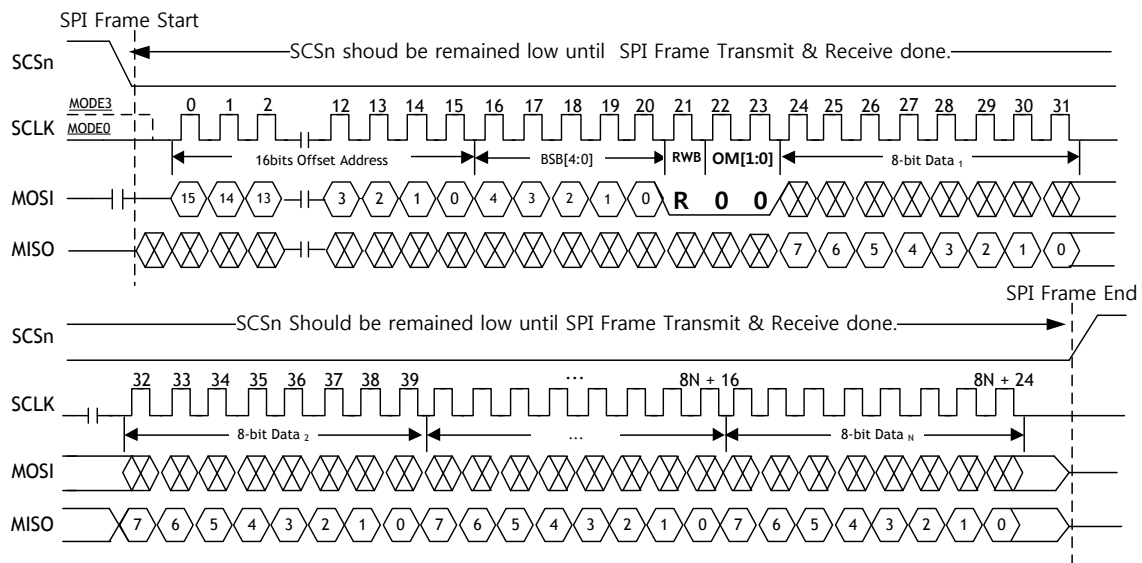 SPI Frame Start
SCSn
SCSn shoud be remained low until SPI Frame Transmit & Receive done.
MODE3
SCLK
MODE0
0 1 2 12 13 14 15 16 17 18 19 20 21 22 23 24 25 26 27 28 29 30 31
16bits Offset Address
BSB[4:0]
RWB
OM[1:0]
8-bit Data 1
MOSI
15 14 13 3 2 1 0 4 3 2 1 0 R 0 0
MISO
7 6 5 4 3 2 1 0
SPI Frame End
SCSn
SCSn Should be remained low until SPI Frame Transmit & Receive done.
SCLK
32 33 34 35 36 37 38 39 ... 8N + 16 8N + 24
8-bit Data 2
...
8-bit Data N
MOSI
MISO
7 6 5 4 3 2 1 0 7 6 5 4 3 2 1 0 7 6 5 4 3 2 1 0